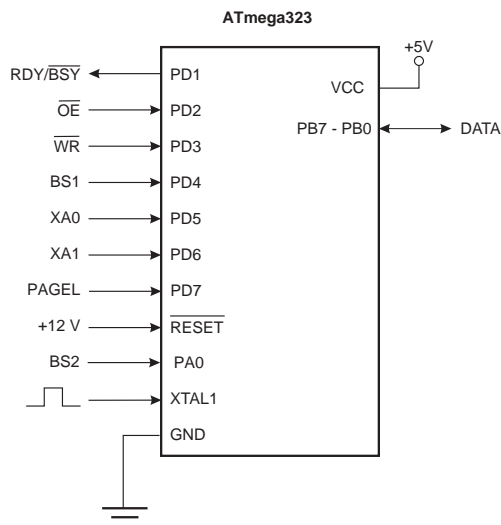 ATmega323
+5V
RDY/BSY PD1
VCC
OE PD2
PB7 - PB0 DATA
WR PD3
BS1 PD4
XA0 PD5
XA1 PD6
PAGEL PD7
+12 V RESET
BS2 PA0
XTAL1
GND